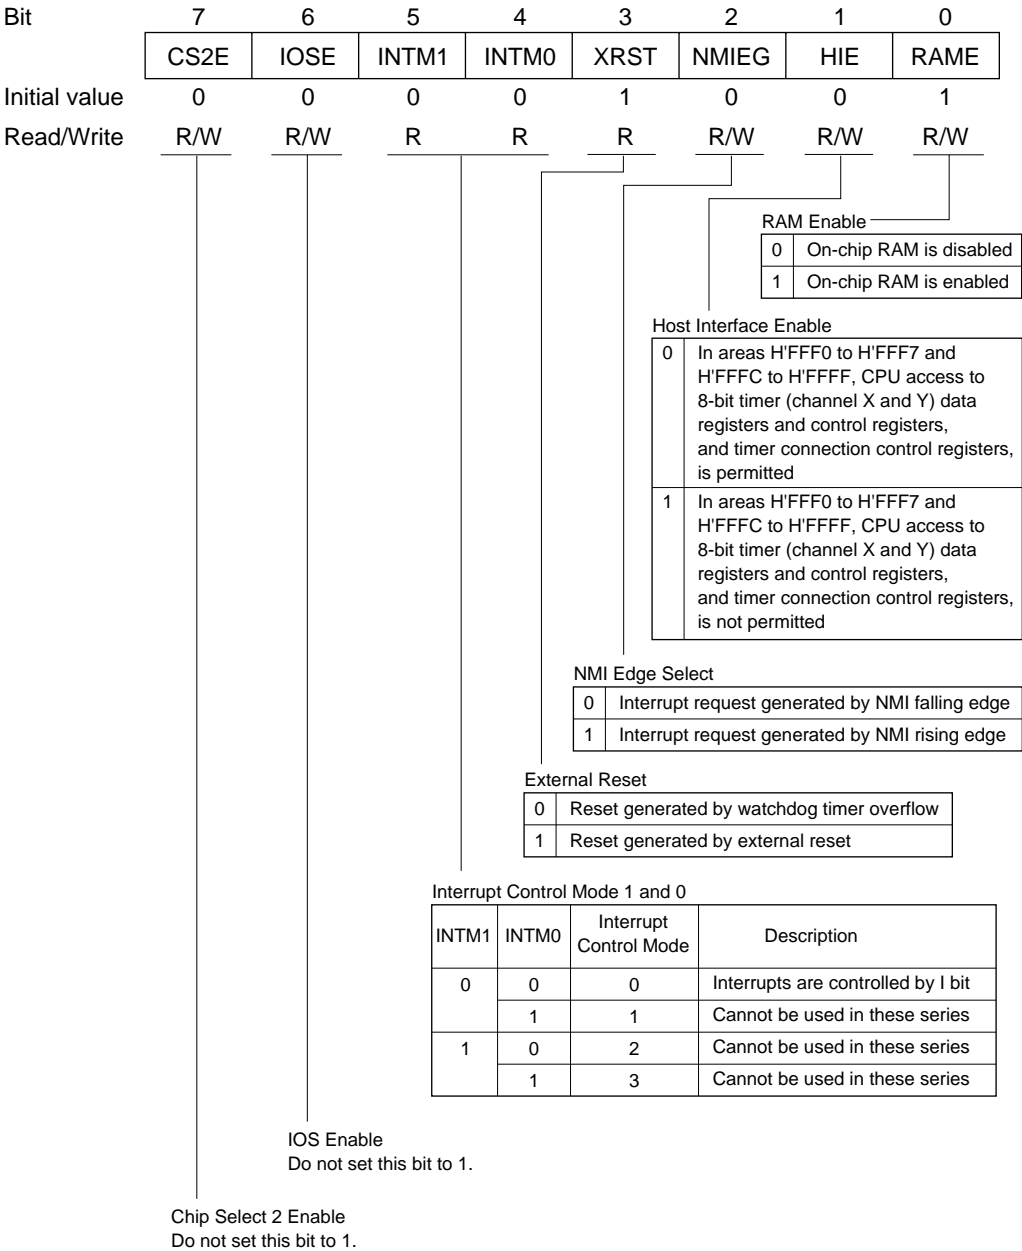 Bit 7 6 5 4 3 2 1 0
CS2E IOSE INTM1 INTM0 XRST NMIEG HIE RAME
Initial value 0 0 0 0 1 0 0 1
Read/Write R/W R/W R R R R/W R/W R/W
RAM Enable
0 On-chip RAM is disabled
1 On-chip RAM is enabled
Host Interface Enable
0 In areas H'FFF0 to H'FFF7 and
H'FFFC to H'FFFF, CPU access to
8-bit timer (channel X and Y) data
registers and control registers,
and timer connection control registers,
is permitted
1 In areas H'FFF0 to H'FFF7 and
H'FFFC to H'FFFF, CPU access to
8-bit timer (channel X and Y) data
registers and control registers,
and timer connection control registers,
is not permitted
NMI Edge Select
0 Interrupt request generated by NMI falling edge
1 Interrupt request generated by NMI rising edge
External Reset
0 Reset generated by watchdog timer overflow
1 Reset generated by external reset
Interrupt Control Mode 1 and 0
INTM1 INTM0 Interrupt
Control Mode Description
0 0 0 Interrupts are controlled by I bit
1 1 Cannot be used in these series
1 0 2 Cannot be used in these series
1 3 Cannot be used in these series
IOS Enable
Do not set this bit to 1.
Chip Select 2 Enable
Do not set this bit to 1.